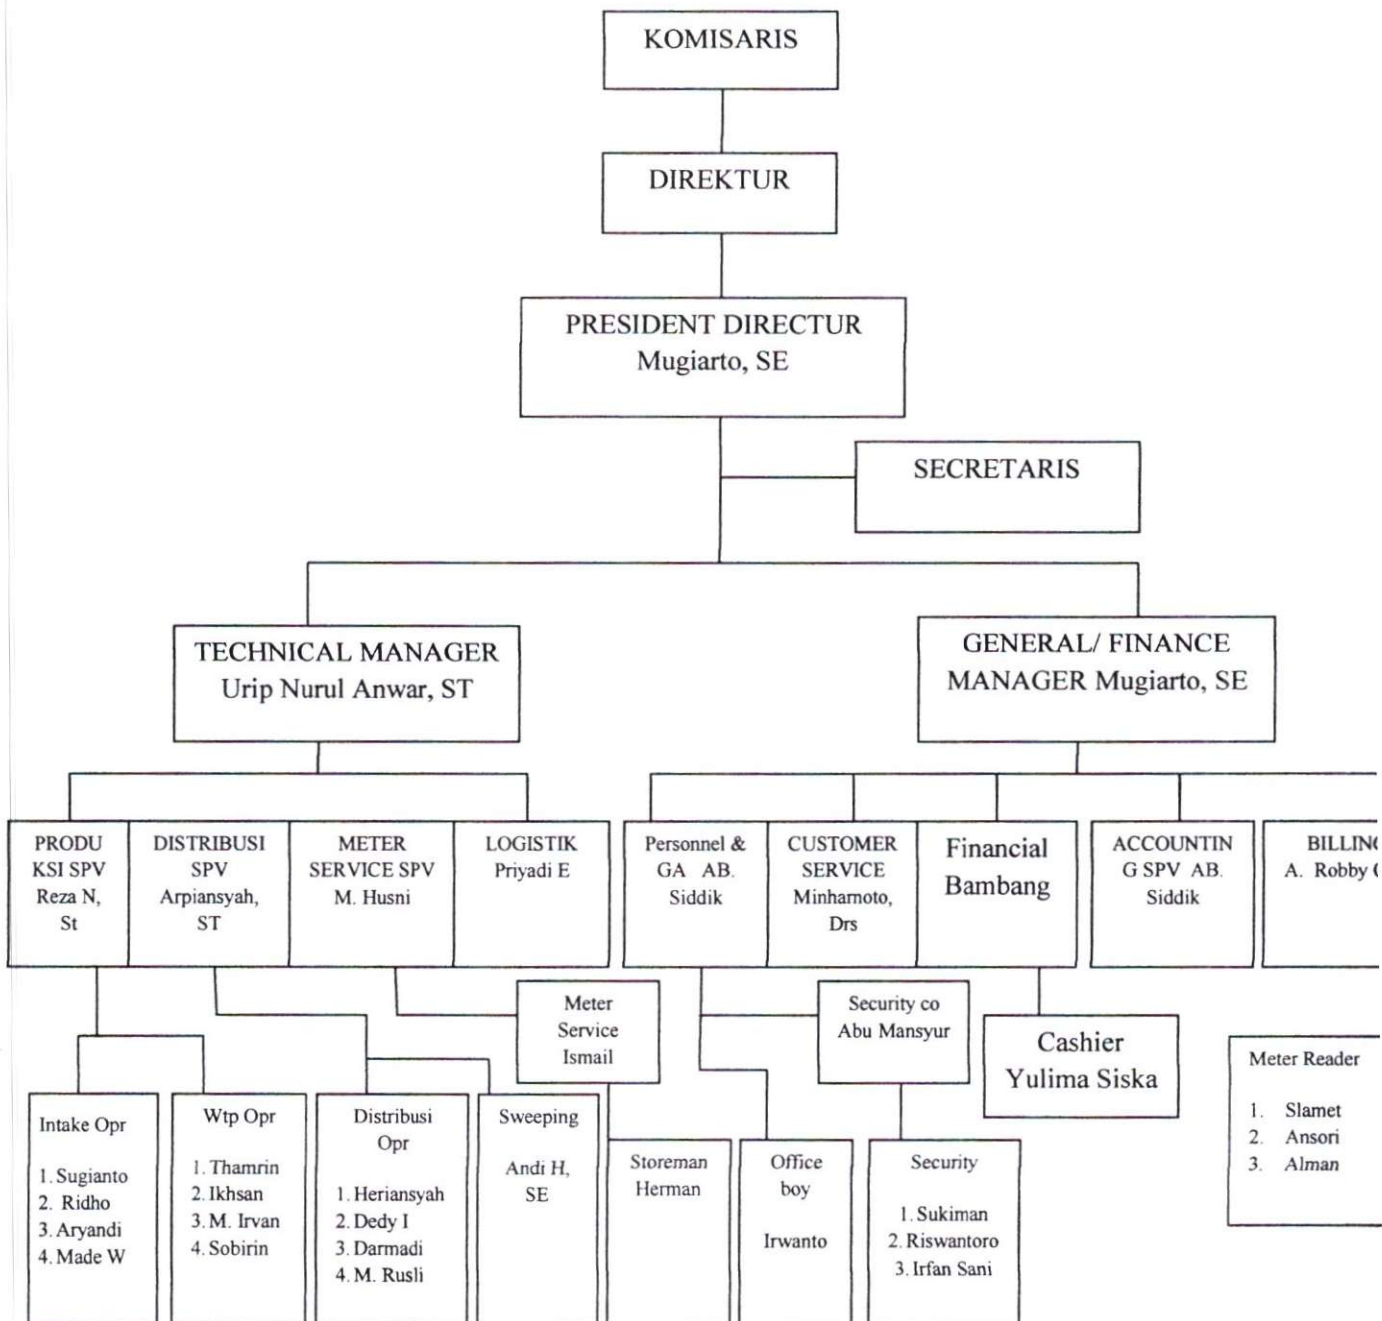 KOMISARIS
DIREKTUR
PRESIDENT DIRECTUR
Mugiarto, SE
SECRETARIS
TECHNICAL MANAGER
Urip Nurul Anwar, ST
GENERAL/ FINANCE
MANAGER Mugiarto, SE
PRODU
KSI SPV
Reza N,
St
DISTRIBUSI
SPV
Arpiansyah,
ST
METER
SERVICE SPV
M. Husni
LOGISTIK
Priyadi E
Personnel &
GA AB.
Siddik
CUSTOMER
SERVICE
Minharnoto,
Drs
Financial
Bambang
ACCOUNTIN
G SPV AB.
Siddik
BILLING
A. Robby
Meter
Service
Ismail
Security co
Abu Mansyur
Cashier
Yulima Siska
Meter Reader
1. Slamet
2. Ansori
3. Alman
Intake Opr
1. Sugianto
2. Ridho
3. Aryandi
4. Made W
Wtp Opr
1. Thamrin
2. Ikhsan
3. M. Irvan
4. Sobirin
Distribusi
Opr
1. Heriansyah
2. Dedy I
3. Darmadi
4. M. Rusli
Sweeping
Andi H,
SE
Storeman
Herman
Office
boy
Irwanto
Security
1. Sukiman
2. Riswantoro
3. Irfan Sani